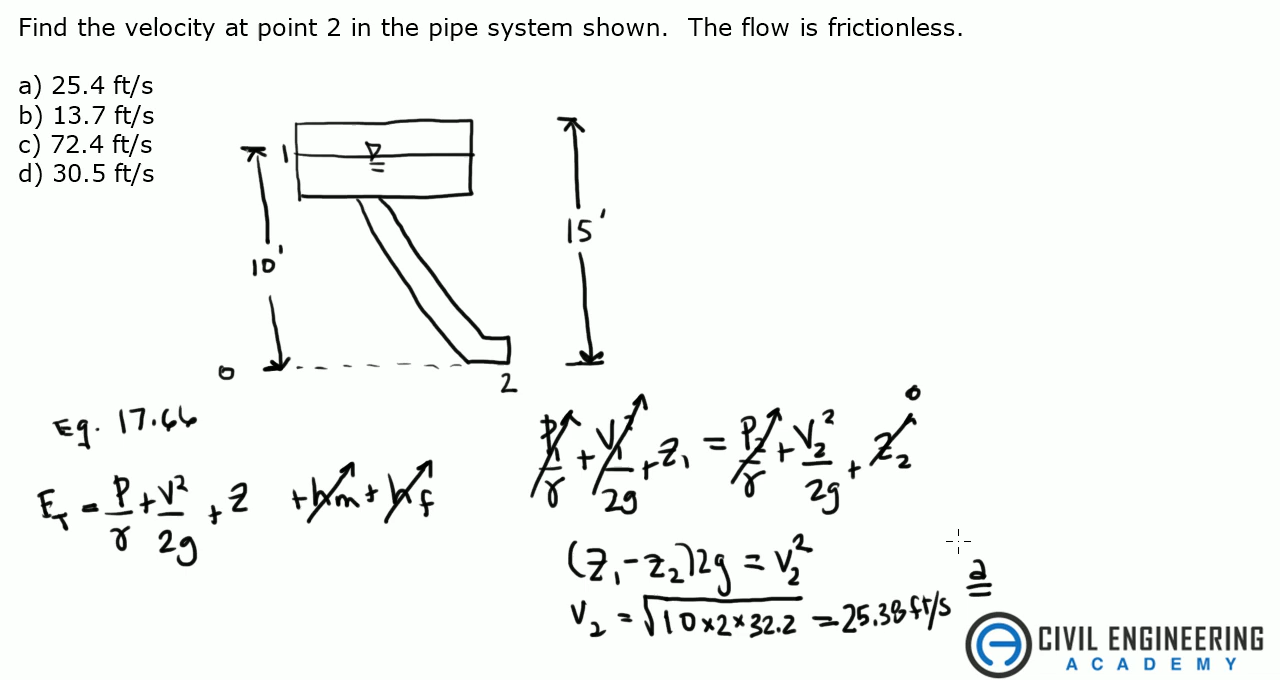 Find the velocity at point 2 in the pipe system shown. The flow is frictionless.
a) 25.4 ft/s
b) 13.7 ft/s
c) 72.4 ft/s
d) 30.5 ft/s
1
10'
15'
0
2
Eq. 17.66
E_T = P/γ + V²/2g + Z + hm + hf
P1/γ + V1²/2g + Z1 = P2/γ + V2²/2g + Z2 0
(Z1 - Z2)2g = V2²
V2 = √10×2×32.2 = 25.38 ft/s
a
CIVIL ENGINEERING
ACADEMY